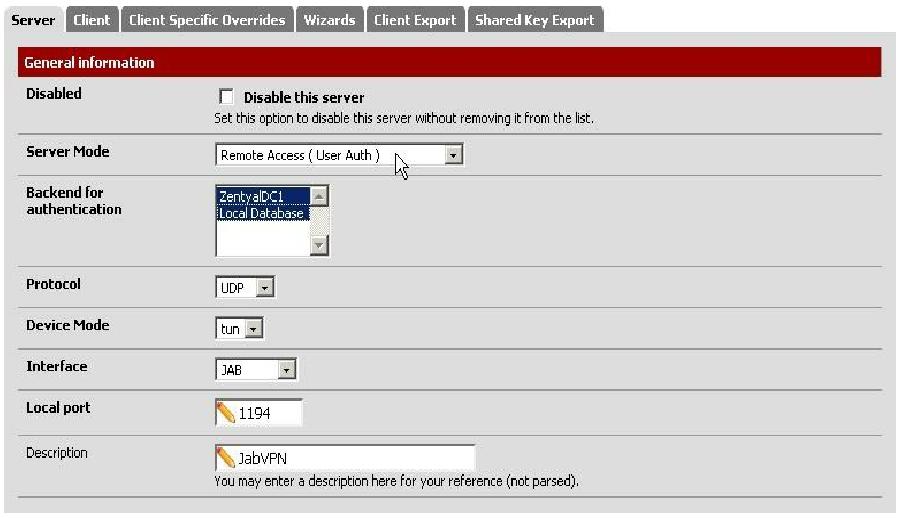 Server Client Client Specific Overrides Wizards Client Export Shared Key Export
General information
Disabled
Disable this server
Set this option to disable this server without removing it from the list.
Server Mode
Remote Access ( User Auth )
Backend for
authentication
ZentyalDC1
Local Database
Protocol
UDP
Device Mode
tun
Interface
JAB
Local port
1194
Description
JabVPN
You may enter a description here for your reference (not parsed).